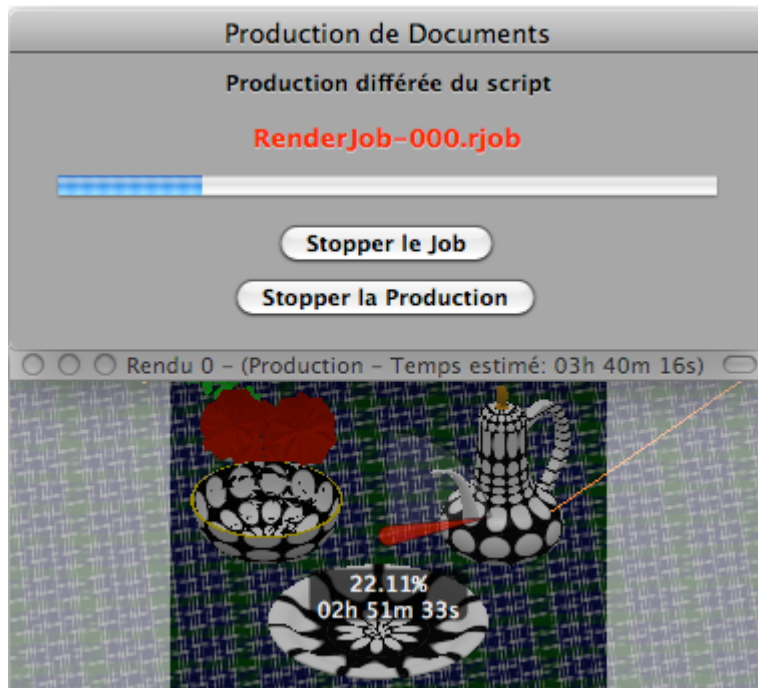 Production de Documents
Production différée du script
RenderJob-000.rjob
Stopper le Job
Stopper la Production
Rendu 0 - (Production - Temps estimé: 03h 40m 16s)
22.11%
02h 51m 33s